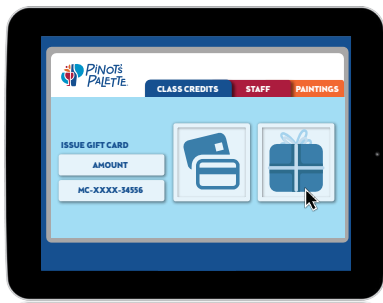 PiNOT'S
PALETTE
CLASS CREDITS
STAFF
PAINTINGS
ISSUE GIFT CARD
AMOUNT
MC-XXXX-34556